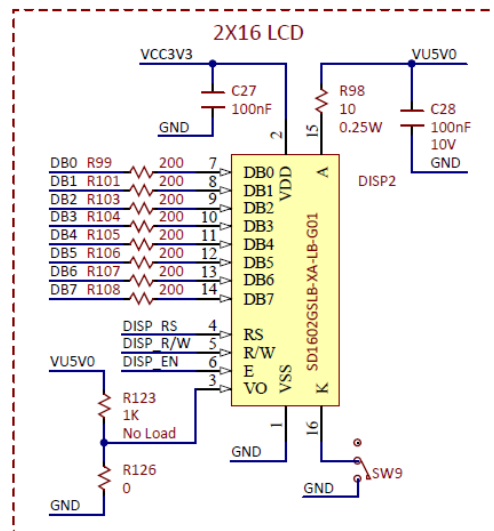 2X16 LCD
VCC3V3
VU5V0
C27
100nF
R98
10
0.25W
C28
100nF
10V
GND
GND
2
15
DISP2
DB0 R99 200 7 DB0
DB1 R101 200 8 DB1
DB2 R103 200 9 DB2
DB3 R104 200 10 DB3
DB4 R105 200 11 DB4
DB5 R106 200 12 DB5
DB6 R107 200 13 DB6
DB7 R108 200 14 DB7
VDD
A
SD1602GSLB-XA-LB-G01
DISP_RS 4 RS
DISP_R/W 5 R/W
DISP_EN 6 E
3 VO
VSS
K
VU5V0
R123
1K
No Load
R126
0
GND
1
16
GND
GND
SW9